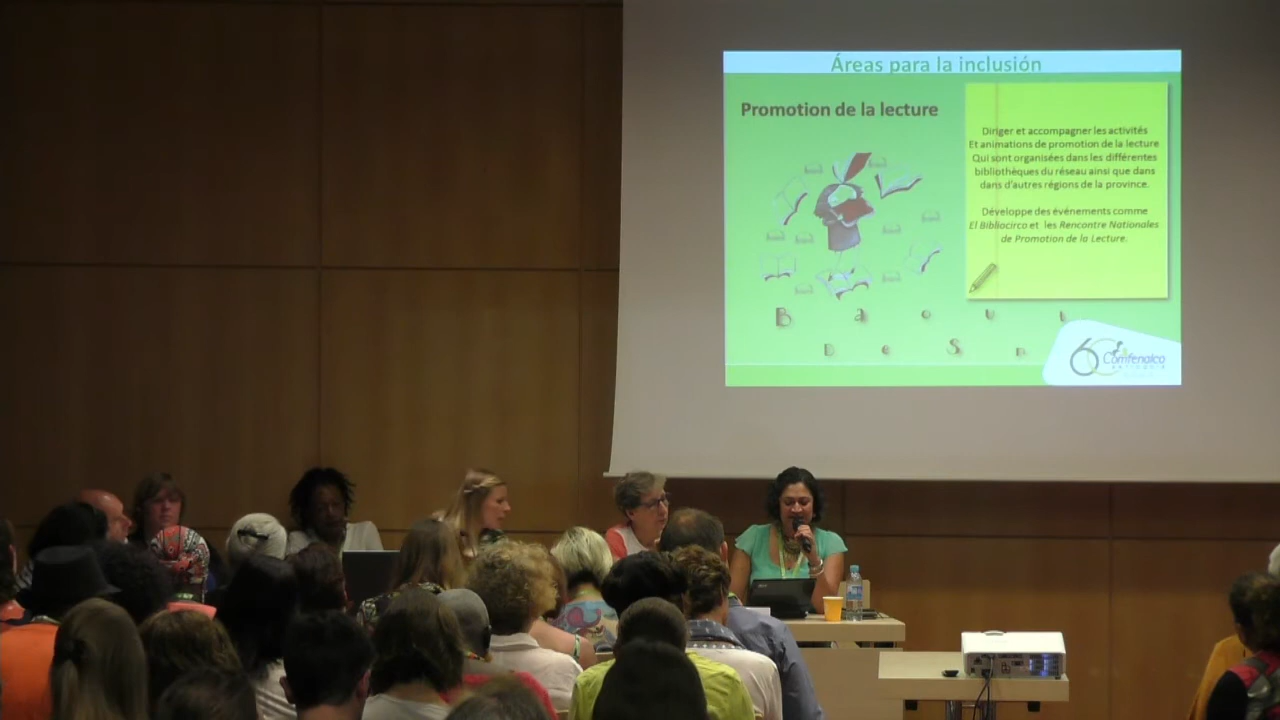 Áreas para la inclusión
Promotion de la lecture
Diriger et accompagner les activités
Et animations de promotion de la lecture
Qui sont organisées dans les différentes
bibliothèques du réseau ainsi que dans
dans d'autres régions de la province.
Développe des événements comme
El Bibliocirco et les Rencontre Nationales
de Promotion de la Lecture.
B a o u
D e S n
60 Comfenalco
ANTIOQUIA